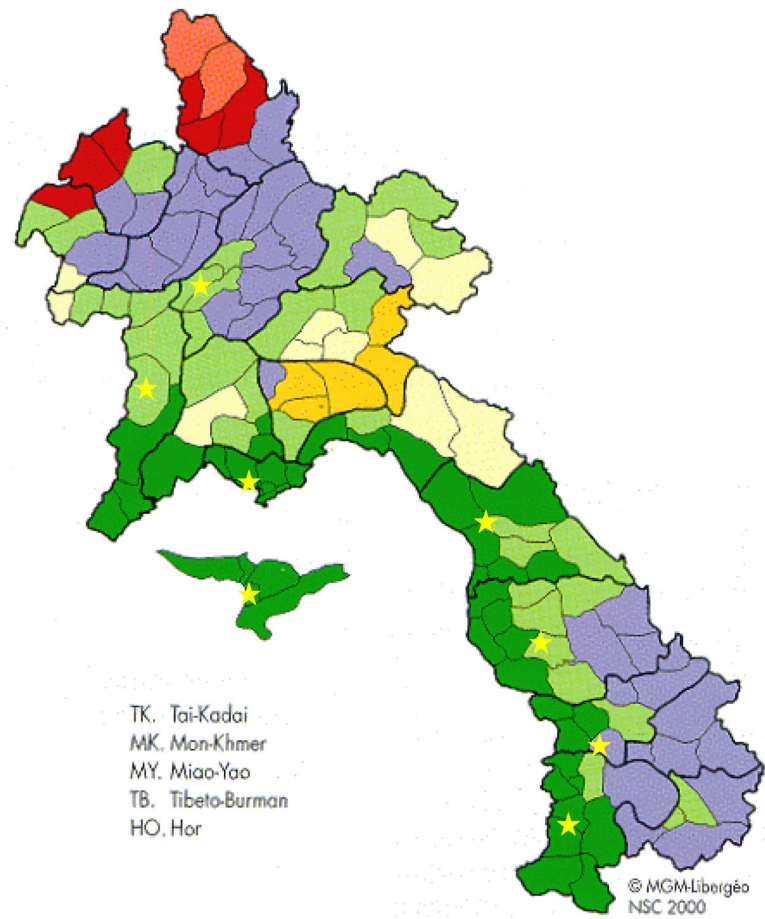 TK. Tai-Kadai
MK. Mon-Khmer
MY. Miao-Yao
TB. Tibeto-Burman
HO. Hor
© MGM-Libergéo
NSC 2000